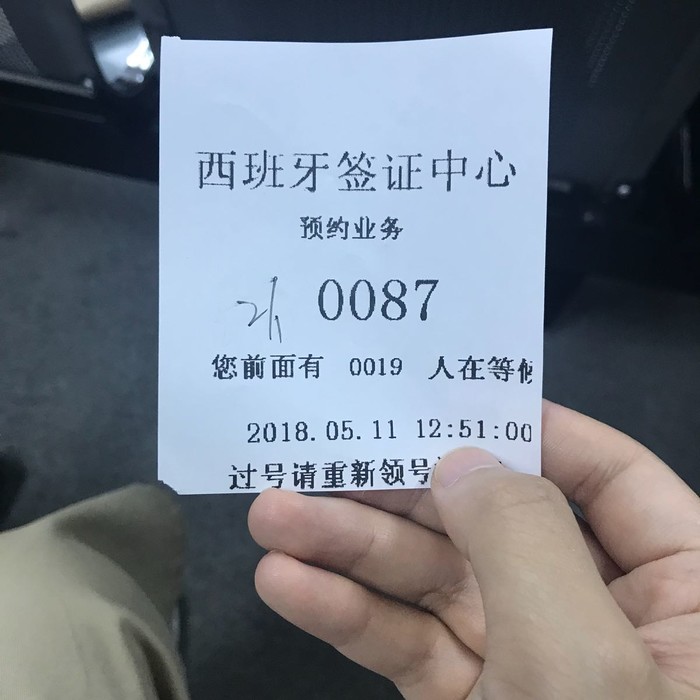 西班牙签证中心
预约业务
0087
您前面有 0019 人在等候
2018.05.11 12:51:00
过号请重新领号